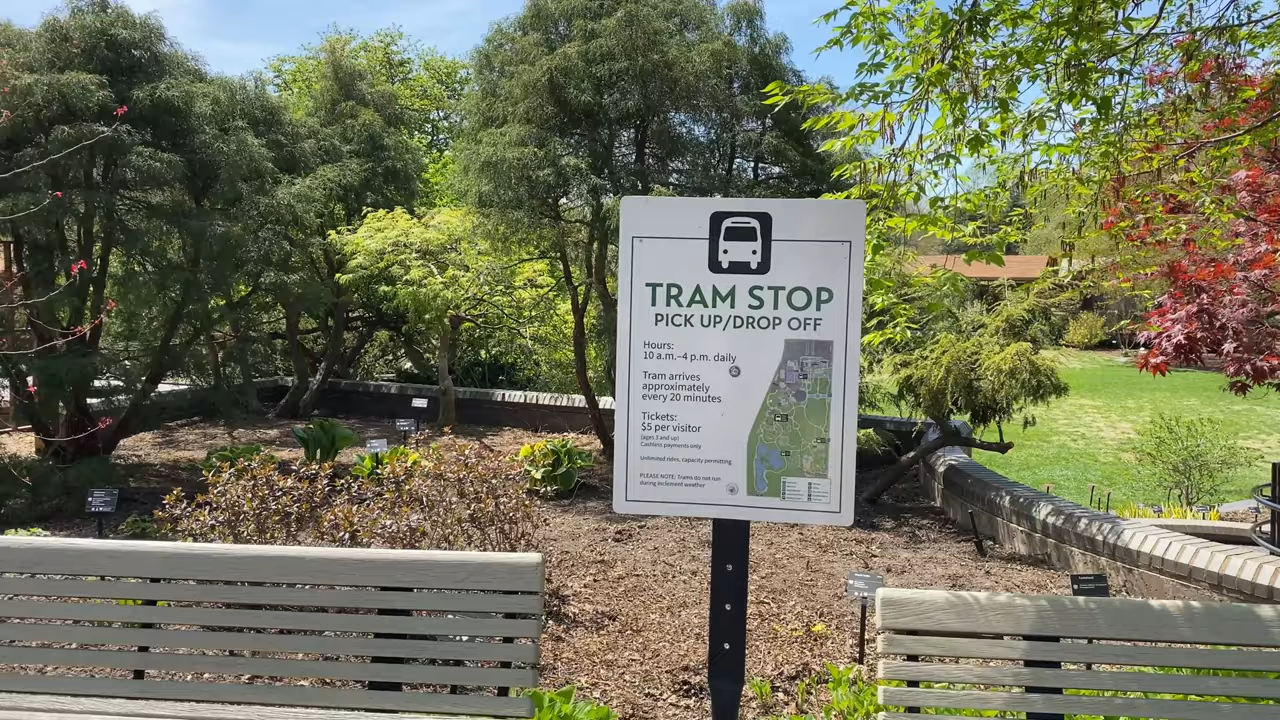 TRAM STOP
PICK UP/DROP OFF
Hours:
10 a.m.–4 p.m. daily
Tram arrives
approximately
every 20 minutes
Tickets:
$5 per visitor
(ages 3 and up)
Cashless payments only
Unlimited rides, capacity permitting
PLEASE NOTE: Trams do not run
during inclement weather